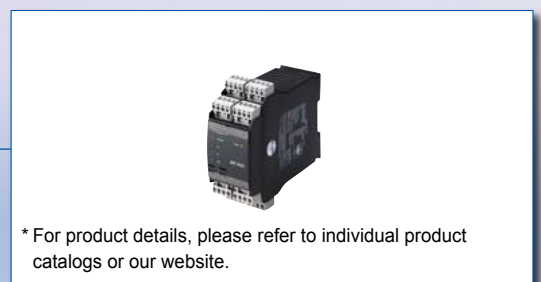 * For product details, please refer to individual product
catalogs or our website.